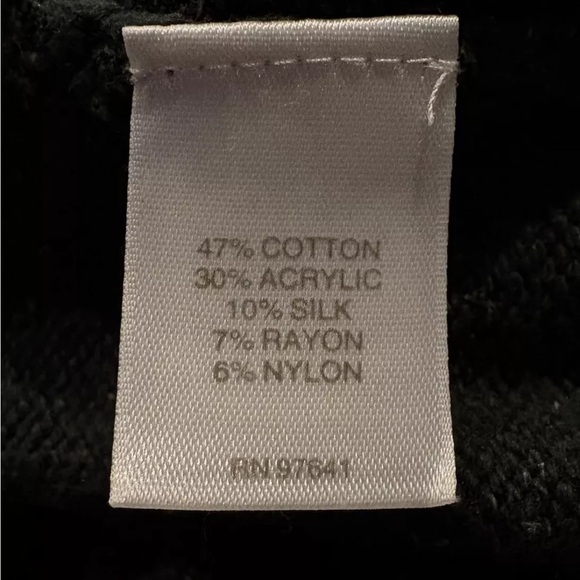 47% COTTON
30% ACRYLIC
10% SILK
7% RAYON
6% NYLON
RN 97641